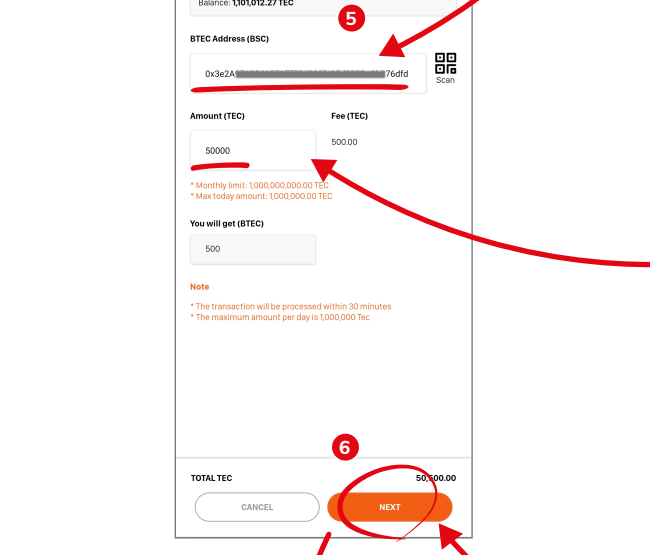 Balance: 1,101,012.27 TEC
5
BTEC Address (BSC)
0x3e2A 76dfd
Scan
Amount (TEC) Fee (TEC)
50000 500.00
* Monthly limit: 1,000,000,000.00 TEC
* Max today amount: 1,000,000.00 TEC
You will get (BTEC)
500
Note
* The transaction will be processed within 30 minutes
* The maximum amount per day is 1,000,000 Tec
6
TOTAL TEC 50,500.00
CANCEL NEXT